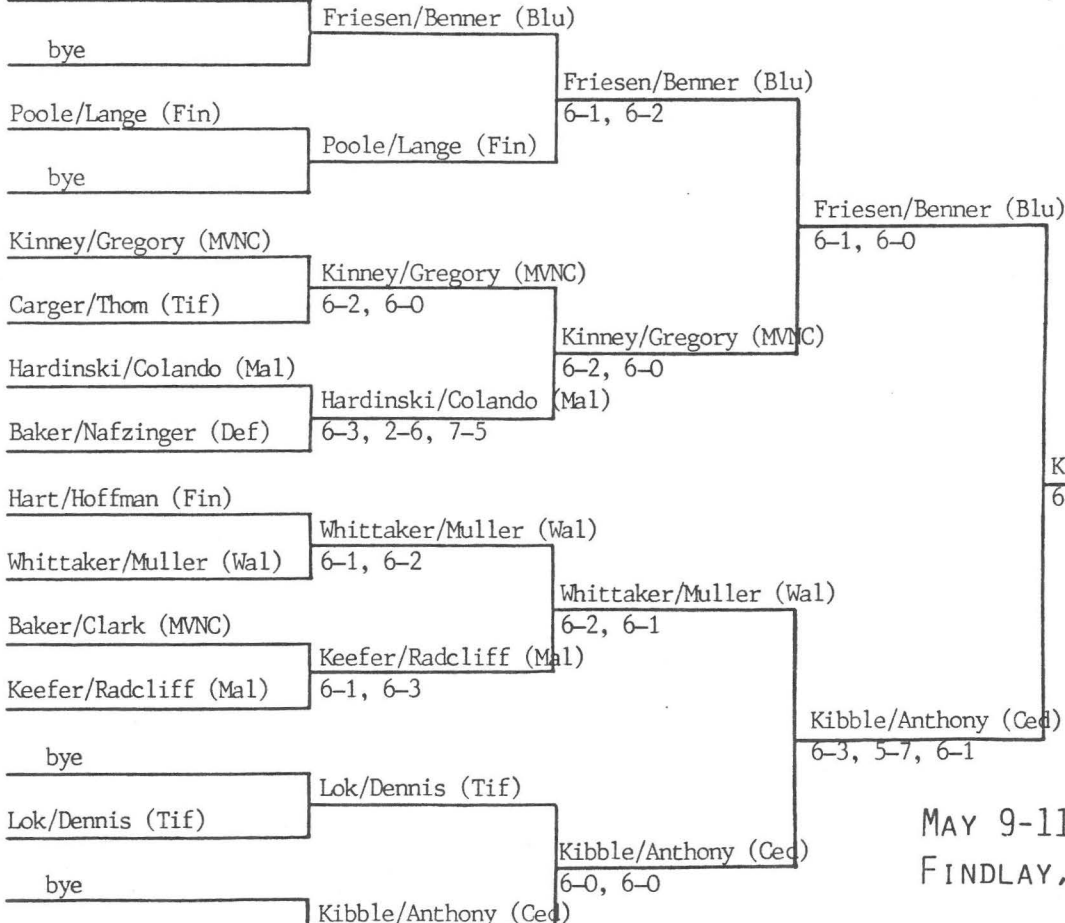 Friesen/Benner (Blu)
bye
Friesen/Benner (Blu)
6-1, 6-2
Poole/Lange (Fin)
Poole/Lange (Fin)
bye
Friesen/Benner (Blu)
6-1, 6-0
Kinney/Gregory (MVNC)
Kinney/Gregory (MVNC)
6-2, 6-0
Carger/Thom (Tif)
Kinney/Gregory (MVNC)
6-2, 6-0
Hardinski/Colando (Mal)
Hardinski/Colando (Mal)
6-3, 2-6, 7-5
Baker/Nafzinger (Def)
K
6
Hart/Hoffman (Fin)
Whittaker/Muller (Wal)
6-1, 6-2
Whittaker/Muller (Wal)
Whittaker/Muller (Wal)
6-2, 6-1
Baker/Clark (MVNC)
Keefer/Radcliff (Mal)
6-1, 6-3
Keefer/Radcliff (Mal)
Kibble/Anthony (Ced)
6-3, 5-7, 6-1
bye
Lok/Dennis (Tif)
Lok/Dennis (Tif)
Kibble/Anthony (Ced)
6-0, 6-0
bye
Kibble/Anthony (Ced)
MAY 9-11
FINDLAY,